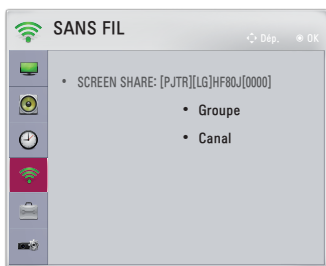 SANS FIL
Dép.
OK
• SCREEN SHARE: [PJTR][LG]HF80J[0000]
• Groupe
• Canal